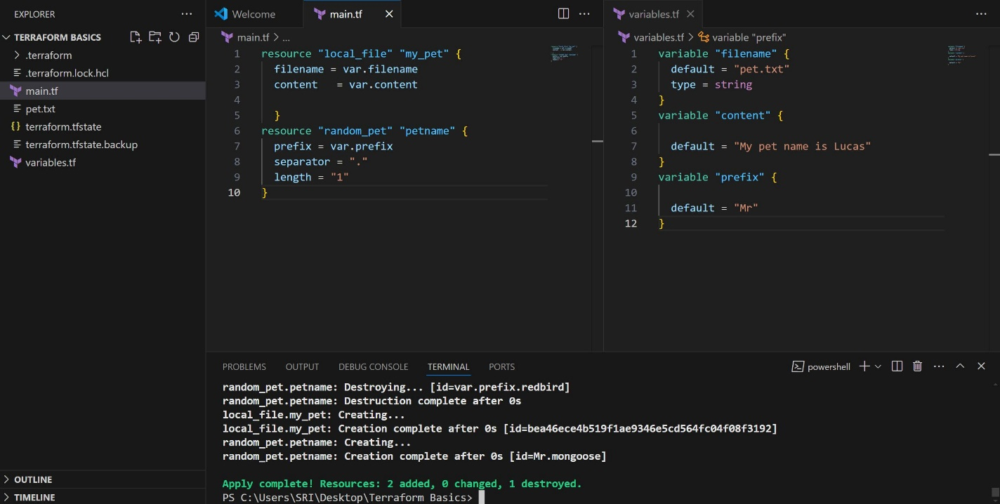 EXPLORER
TERRAFORM BASICS
.terraform
.terraform.lock.hcl
main.tf
pet.txt
{} terraform.tfstate
terraform.tfstate.backup
variables.tf
OUTLINE
TIMELINE
Welcome
main.tf
main.tf > ...
1 resource "local_file" "my_pet" {
2 filename = var.filename
3 content   = var.content
4
5 }
6 resource "random_pet" "petname" {
7 prefix = var.prefix
8 separator = "."
9 length = "1"
10 }
variables.tf
variables.tf > variable "prefix"
1 variable "filename" {
2 default = "pet.txt"
3 type = string
4 }
5 variable "content" {
6
7 default = "My pet name is Lucas"
8 }
9 variable "prefix" {
10
11 default = "Mr"
12 }
PROBLEMS OUTPUT DEBUG CONSOLE TERMINAL PORTS powershell
random_pet.petname: Destroying... [id=var.prefix.redbird]
random_pet.petname: Destruction complete after 0s
local_file.my_pet: Creating...
local_file.my_pet: Creation complete after 0s [id=bea46ece4b519f1ae9346e5cd564fc04f08f3192]
random_pet.petname: Creating...
random_pet.petname: Creation complete after 0s [id=Mr.mongoose]
Apply complete! Resources: 2 added, 0 changed, 1 destroyed.
PS C:\Users\SRI\Desktop\Terraform Basics>